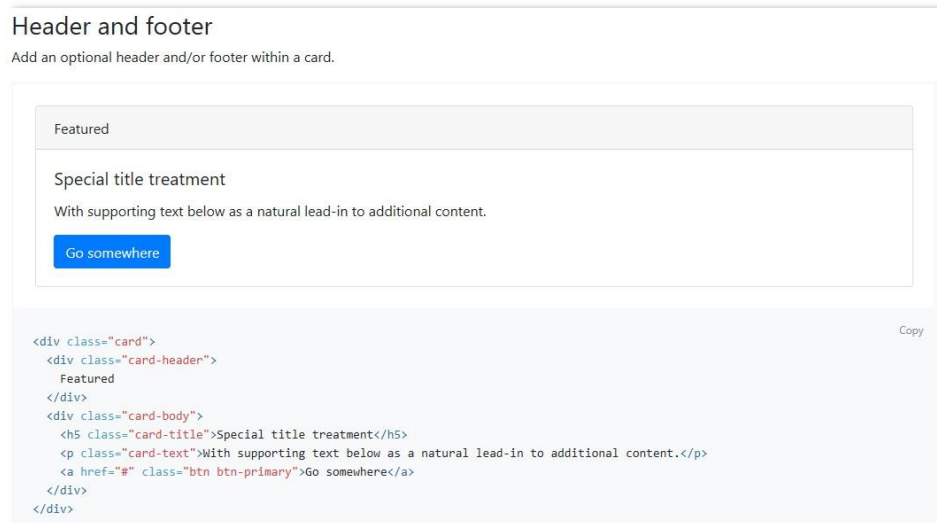 Header and footer
Add an optional header and/or footer within a card.
Featured
Special title treatment
With supporting text below as a natural lead-in to additional content.
Go somewhere
Copy
<div class="card">
  <div class="card-header">
    Featured
  </div>
  <div class="card-body">
    <h5 class="card-title">Special title treatment</h5>
    <p class="card-text">With supporting text below as a natural lead-in to additional content.</p>
    <a href="#" class="btn btn-primary">Go somewhere</a>
  </div>
</div>